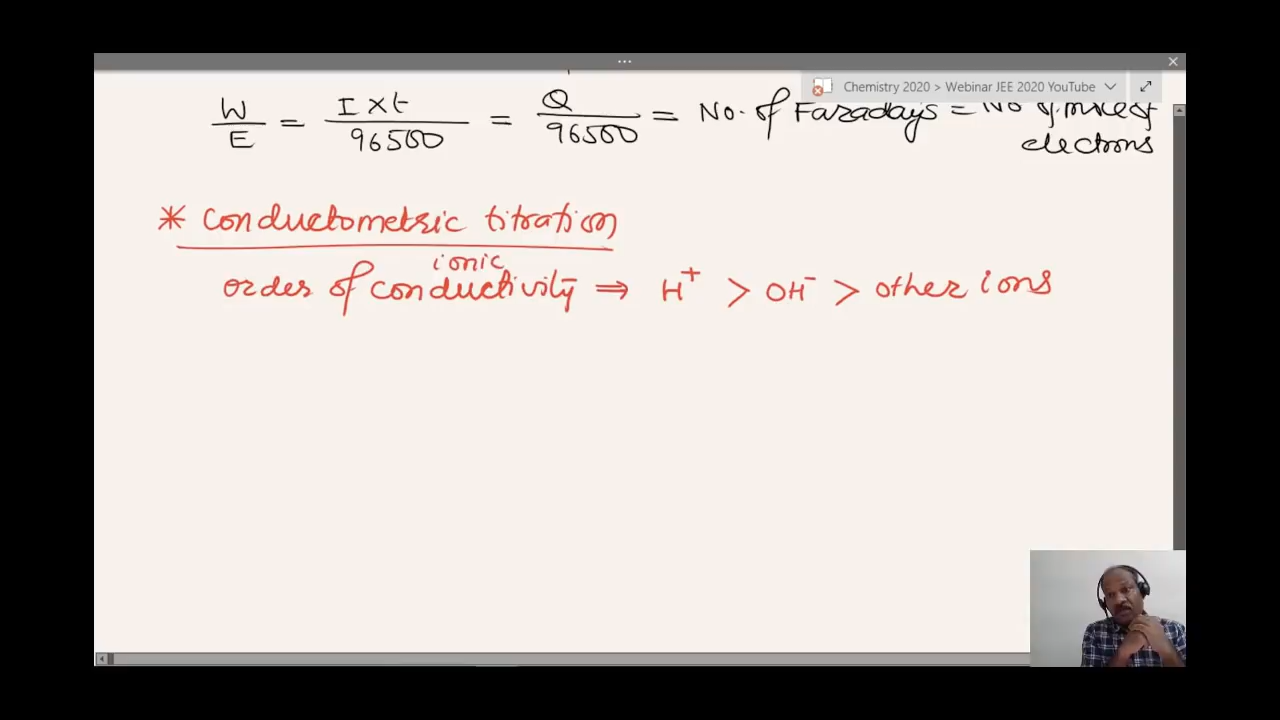 Chemistry 2020 > Webinar JEE 2020 YouTube
W/E = I×t/96500 = Q/96500 = No. of Faradays = No of mole of
electrons
* conductometric titration
order of ionic conductivity ⇒ H⁺ > OH⁻ > other ions